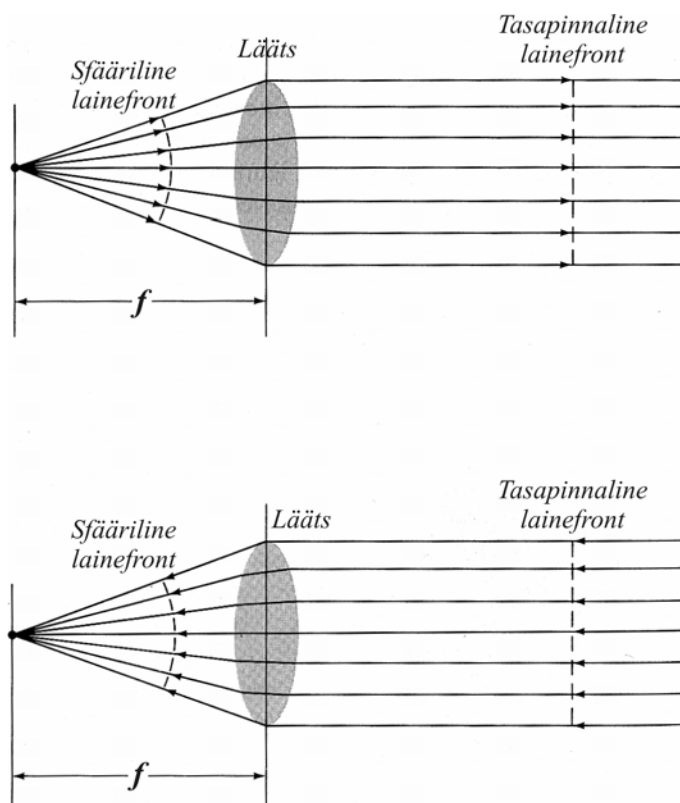 Lääts
Tasapinnaline
lainefront
Sfääriline
lainefront
f
Tasapinnaline
lainefront
Lääts
Sfääriline
lainefront
f